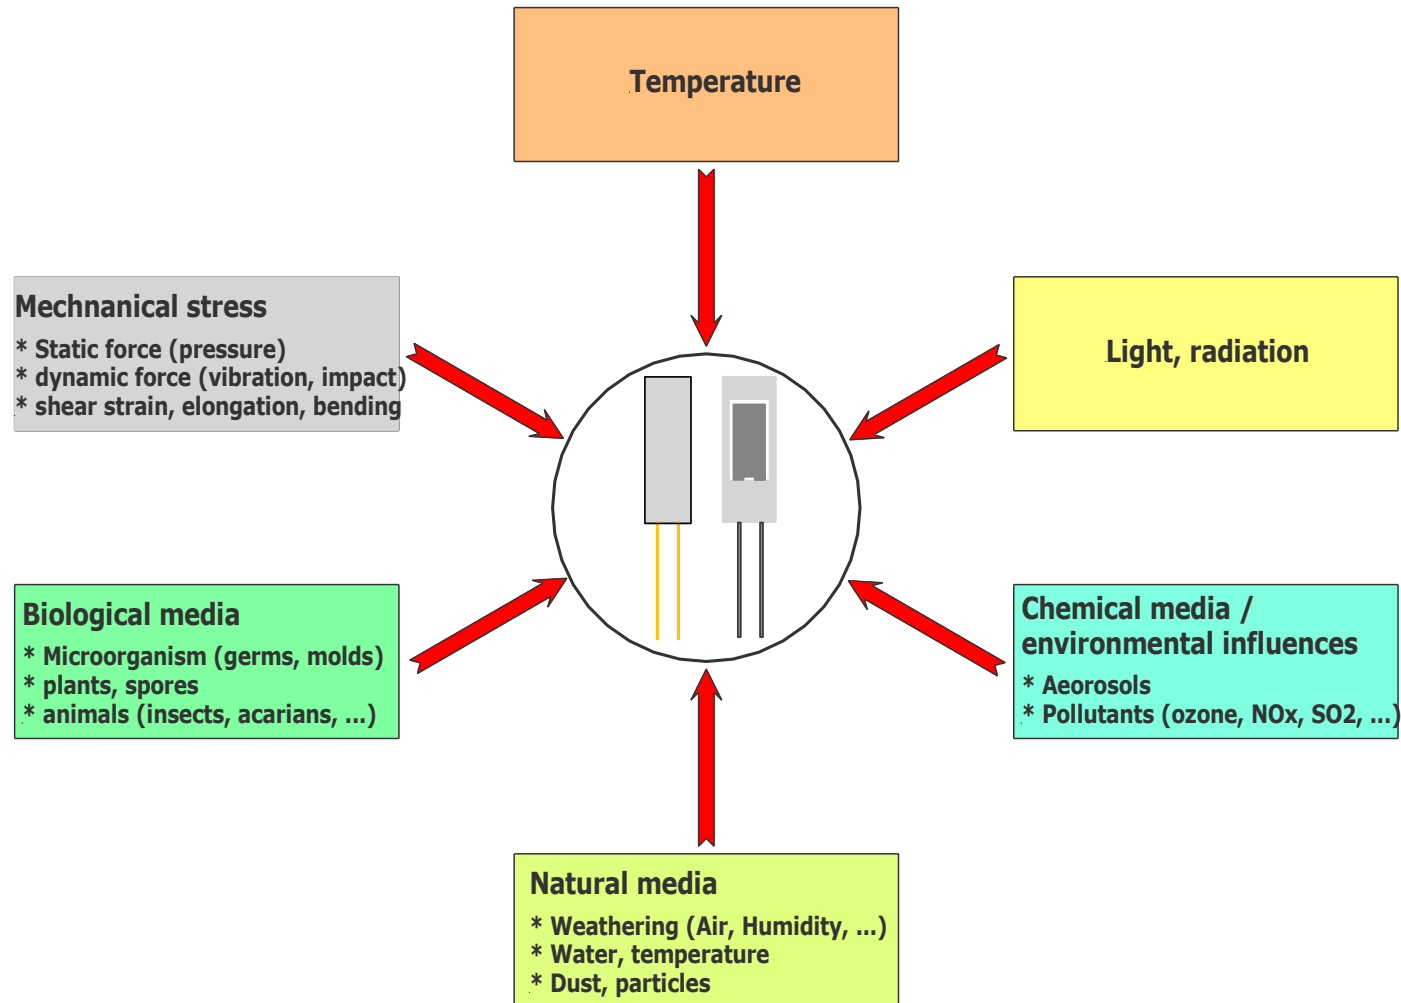 Temperature
Mechnanical stress
* Static force (pressure)
* dynamic force (vibration, impact)
* shear strain, elongation, bending
Light, radiation
Biological media
* Microorganism (germs, molds)
* plants, spores
* animals (insects, acarians, ...)
Chemical media /
environmental influences
* Aeorosols
* Pollutants (ozone, NOx, SO2, ...)
Natural media
* Weathering (Air, Humidity, ...)
* Water, temperature
* Dust, particles